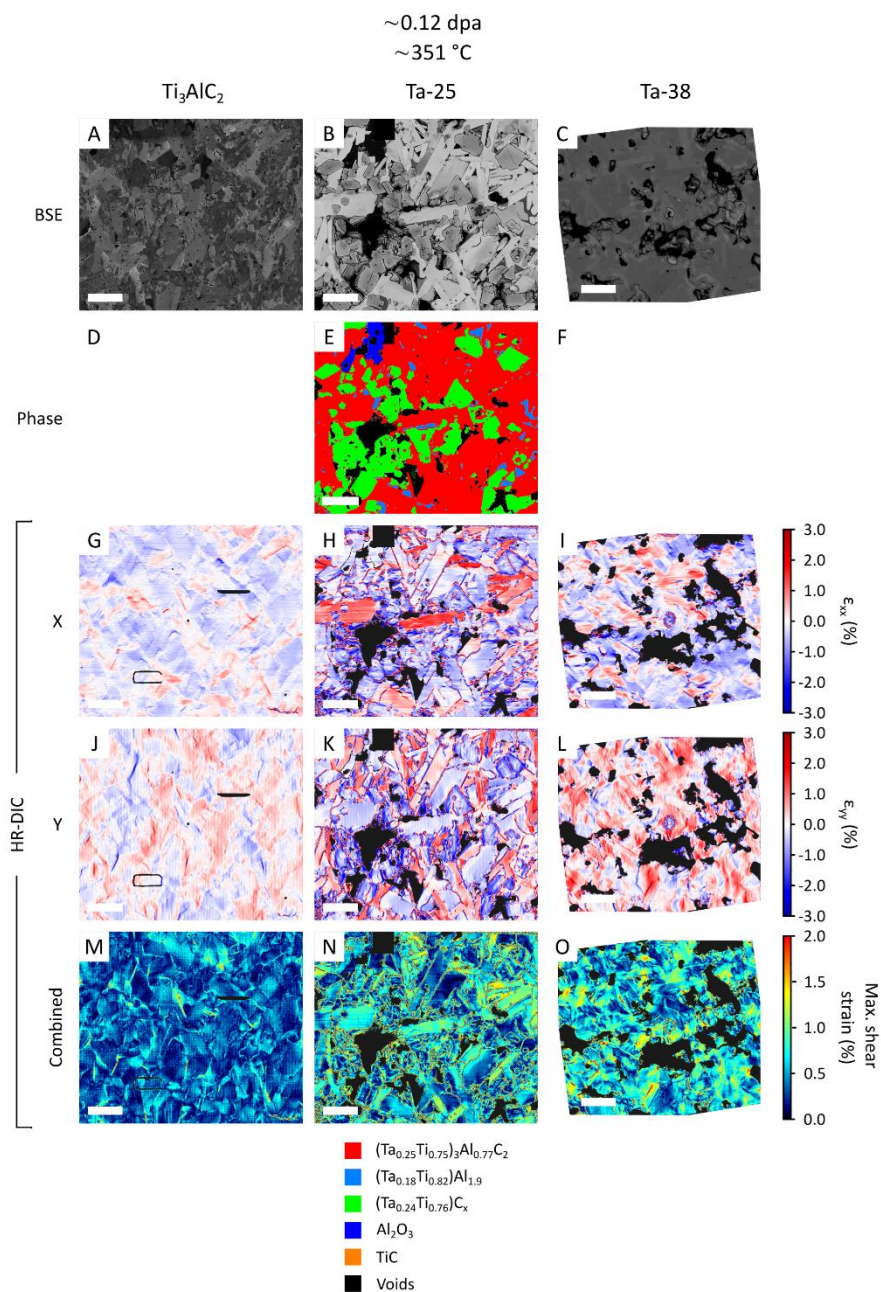 ~0.12 dpa
~351 °C
Ti₃AlC₂ Ta-25 Ta-38
A B C
BSE
D E F
Phase
G H I
X
3.0
2.0
1.0
0.0
-1.0
-2.0
-3.0
εxx (%)
HR-DIC
J K L
Y
3.0
2.0
1.0
0.0
-1.0
-2.0
-3.0
εyy (%)
M N O
Combined
2.0
1.5
1.0
0.5
0.0
Max. shear
strain (%)
(Ta₀.₂₅Ti₀.₇₅)₃Al₀.₇₇C₂
(Ta₀.₁₈Ti₀.₈₂)Al₁.₉
(Ta₀.₂₄Ti₀.₇₆)Cₓ
Al₂O₃
TiC
Voids